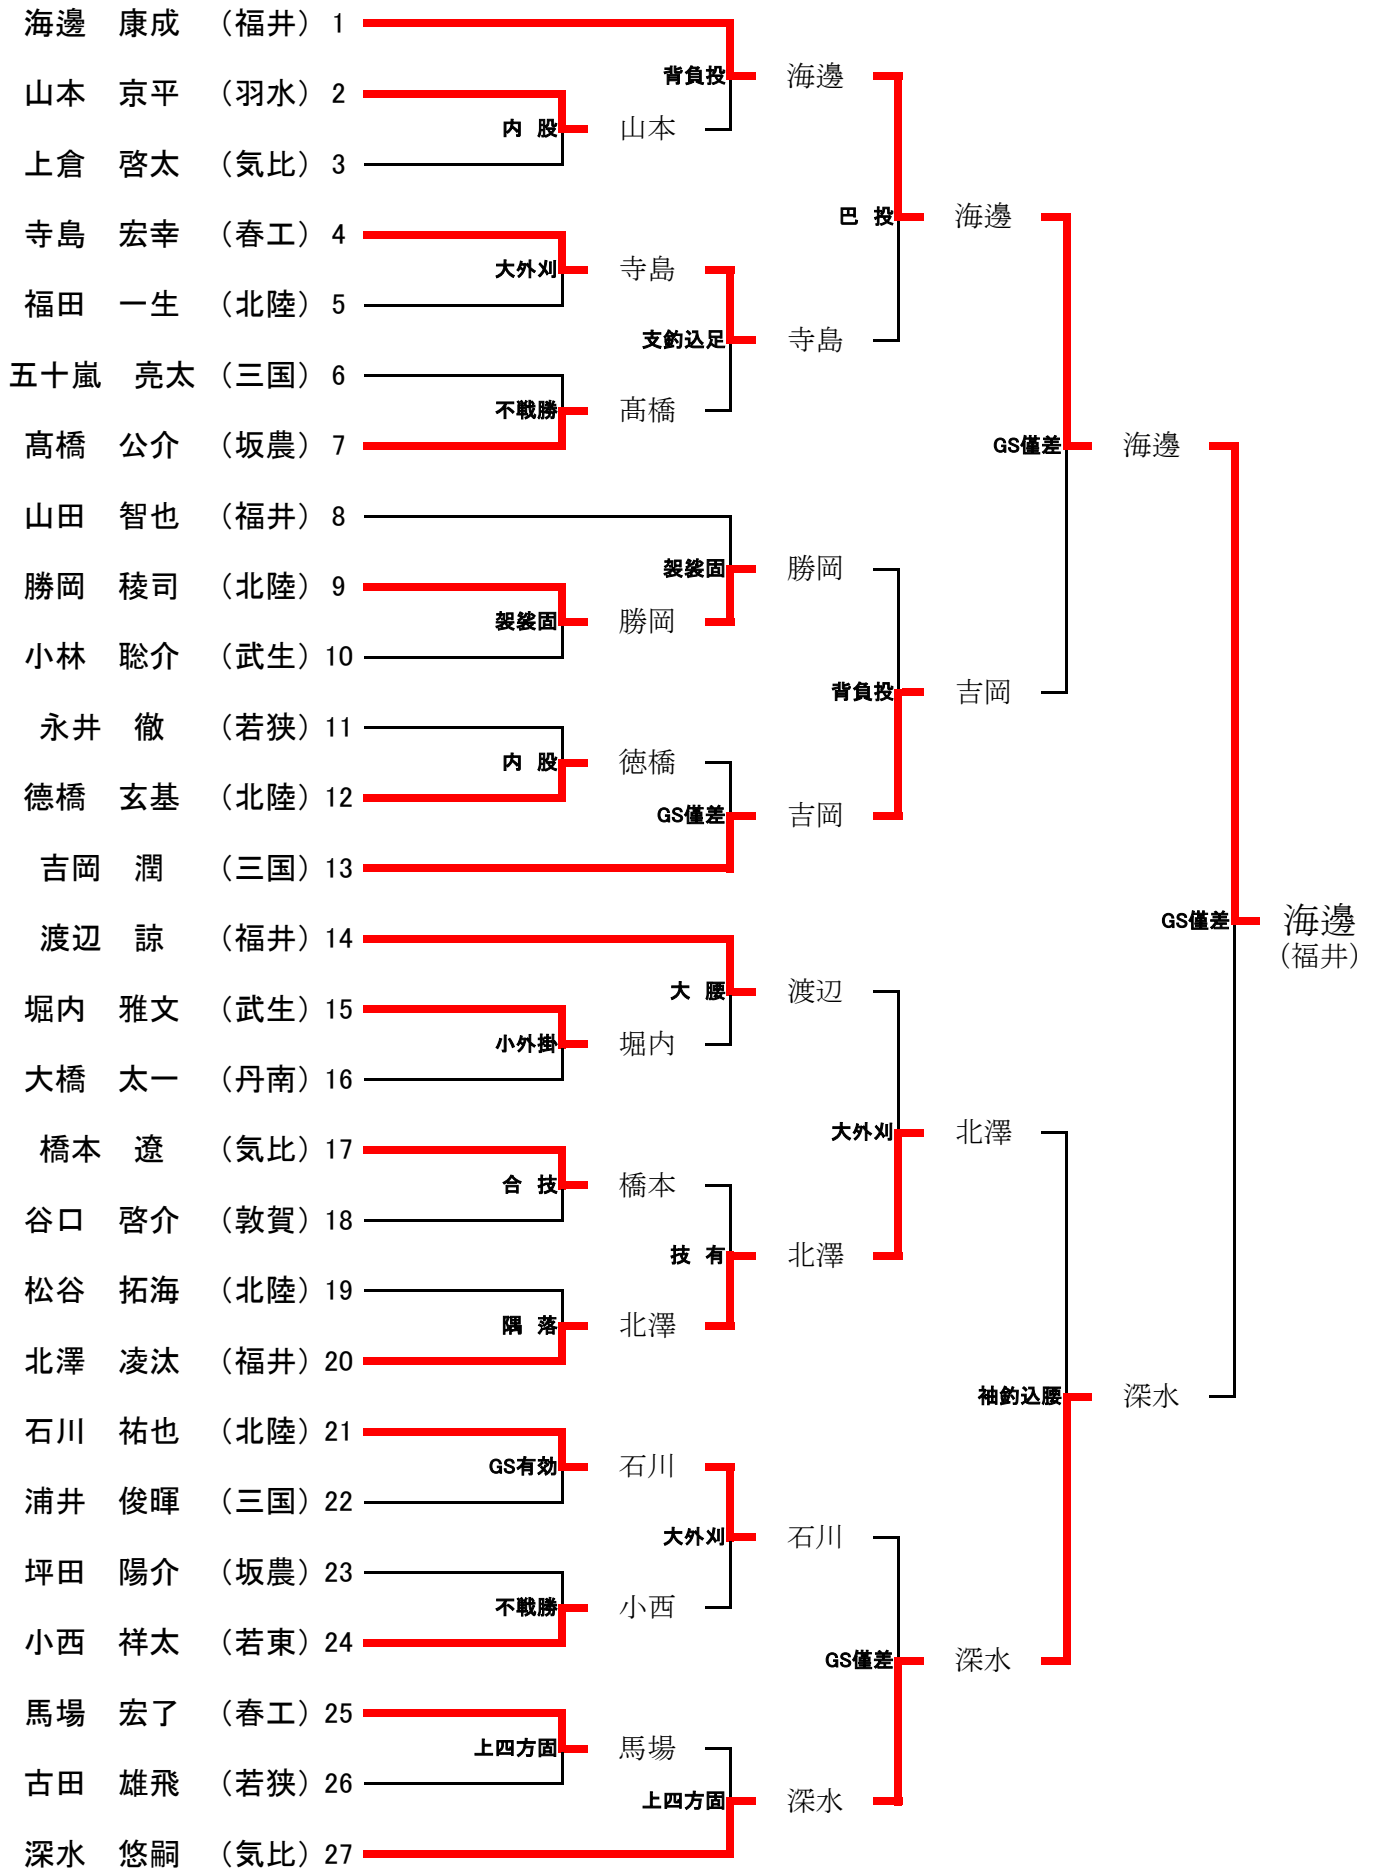 海邊　康成　（福井） 1
山本　京平　（羽水） 2
上倉　啓太　（気比） 3
寺島　宏幸　（春工） 4
福田　一生　（北陸） 5
五十嵐　亮太　（三国） 6
髙橋　公介　（坂農） 7
山田　智也　（福井） 8
勝岡　稜司　（北陸） 9
小林　聡介　（武生） 10
永井　徹　（若狭） 11
德橋　玄基　（北陸） 12
吉岡　潤　（三国） 13
渡辺　諒　（福井） 14
堀内　雅文　（武生） 15
大橋　太一　（丹南） 16
橋本　遼　（気比） 17
谷口　啓介　（敦賀） 18
松谷　拓海　（北陸） 19
北澤　凌汰　（福井） 20
石川　祐也　（北陸） 21
浦井　俊暉　（三国） 22
坪田　陽介　（坂農） 23
小西　祥太　（若東） 24
馬場　宏了　（春工） 25
古田　雄飛　（若狭） 26
深水　悠嗣　（気比） 27
内 股 山本
大外刈 寺島
不戦勝 髙橋
袈裟固 勝岡
内 股 徳橋
小外掛 堀内
合 技 橋本
隅 落 北澤
GS有効 石川
不戦勝 小西
上四方固 馬場
背負投 海邊
支釣込足 寺島
袈裟固 勝岡
GS僅差 吉岡
大 腰 渡辺
技 有 北澤
大外刈 石川
上四方固 深水
巴 投 海邊
背負投 吉岡
大外刈 北澤
GS僅差 深水
GS僅差 海邊
袖釣込腰 深水
GS僅差 海邊
（福井）